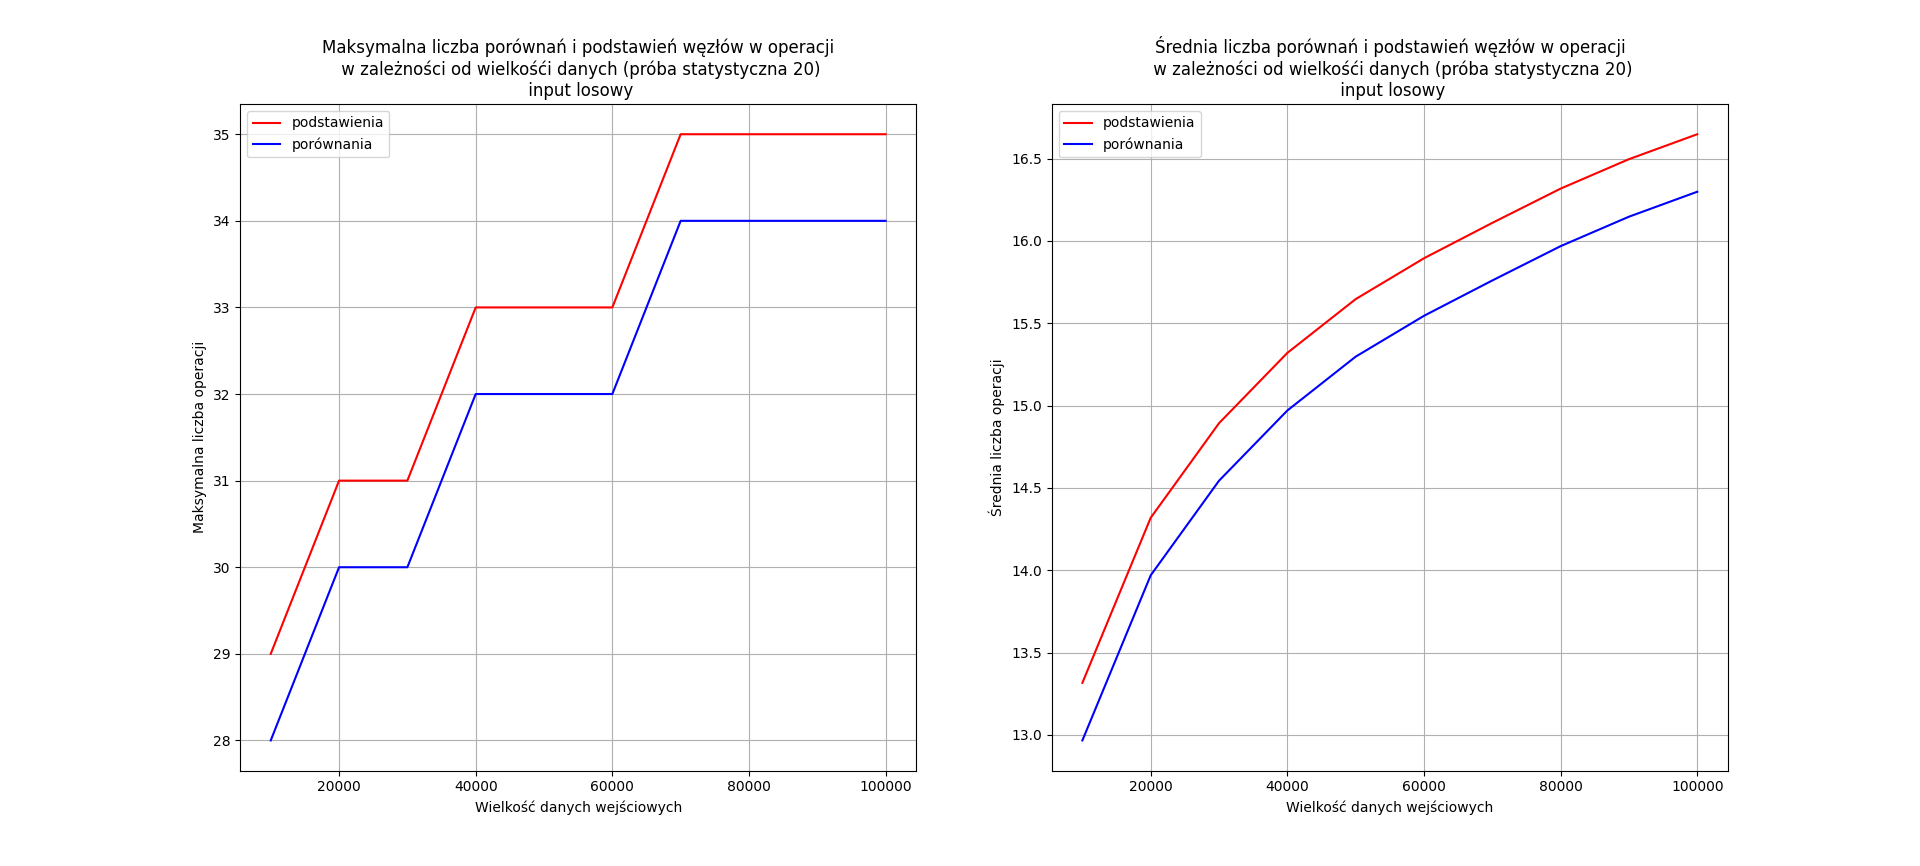 Maksymalna liczba porównań i podstawień węzłów w operacji
w zależności od wielkośći danych (próba statystyczna 20)
input losowy
podstawienia
porównania
35
34
33
32
31
30
29
28
Maksymalna liczba operacji
20000 40000 60000 80000 100000
Wielkość danych wejściowych
Średnia liczba porównań i podstawień węzłów w operacji
w zależności od wielkośći danych (próba statystyczna 20)
input losowy
podstawienia
porównania
16.5
16.0
15.5
15.0
14.5
14.0
13.5
13.0
Średnia liczba operacji
20000 40000 60000 80000 100000
Wielkość danych wejściowych